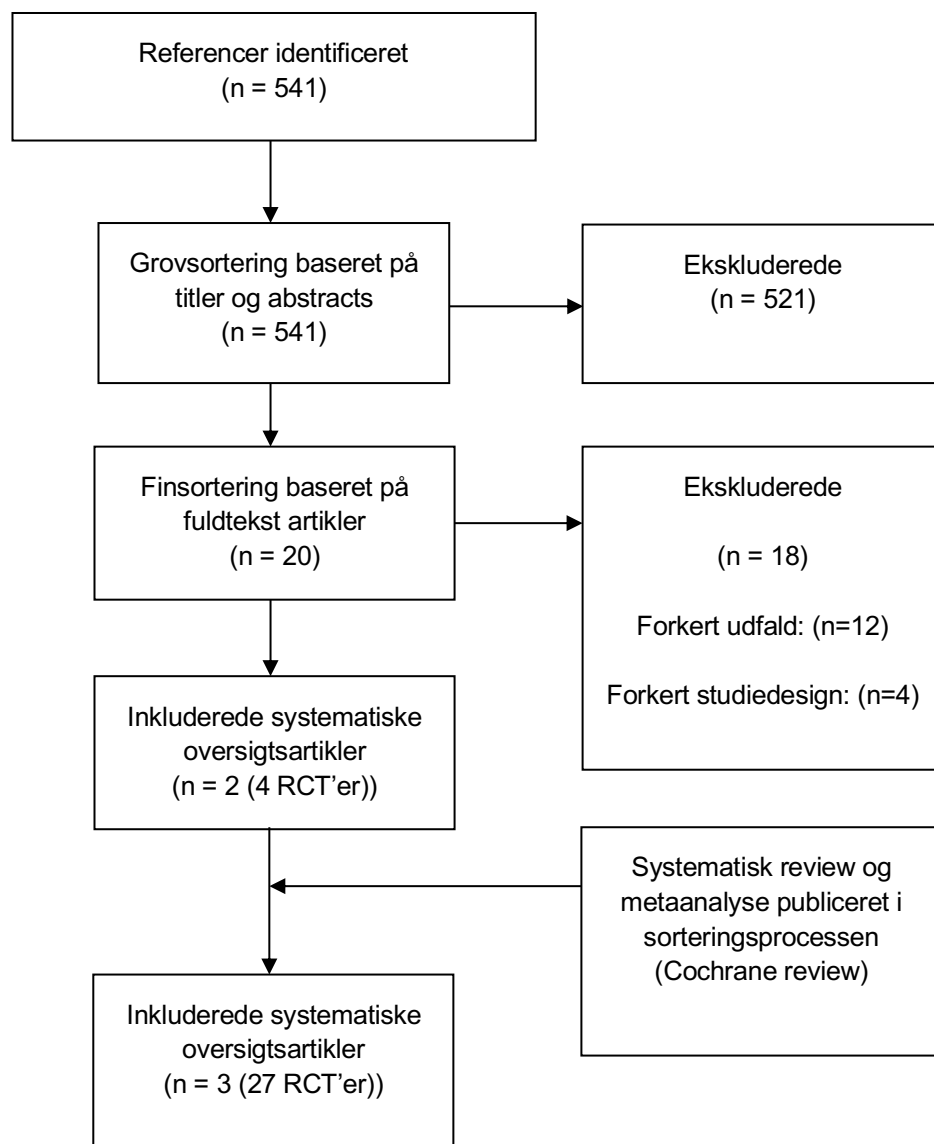 Referencer identificeret
(n = 541)
Grovsortering baseret på
titler og abstracts
(n = 541)
Ekskluderede
(n = 521)
Finsortering baseret på
fuldtekst artikler
(n = 20)
Ekskluderede
(n = 18)
Forkert udfald: (n=12)
Forkert studiedesign: (n=4)
Inkluderede systematiske
oversigtsartikler
(n = 2 (4 RCT’er))
Systematisk review og
metaanalyse publiceret i
sorteringsprocessen
(Cochrane review)
Inkluderede systematiske
oversigtsartikler
(n = 3 (27 RCT’er))